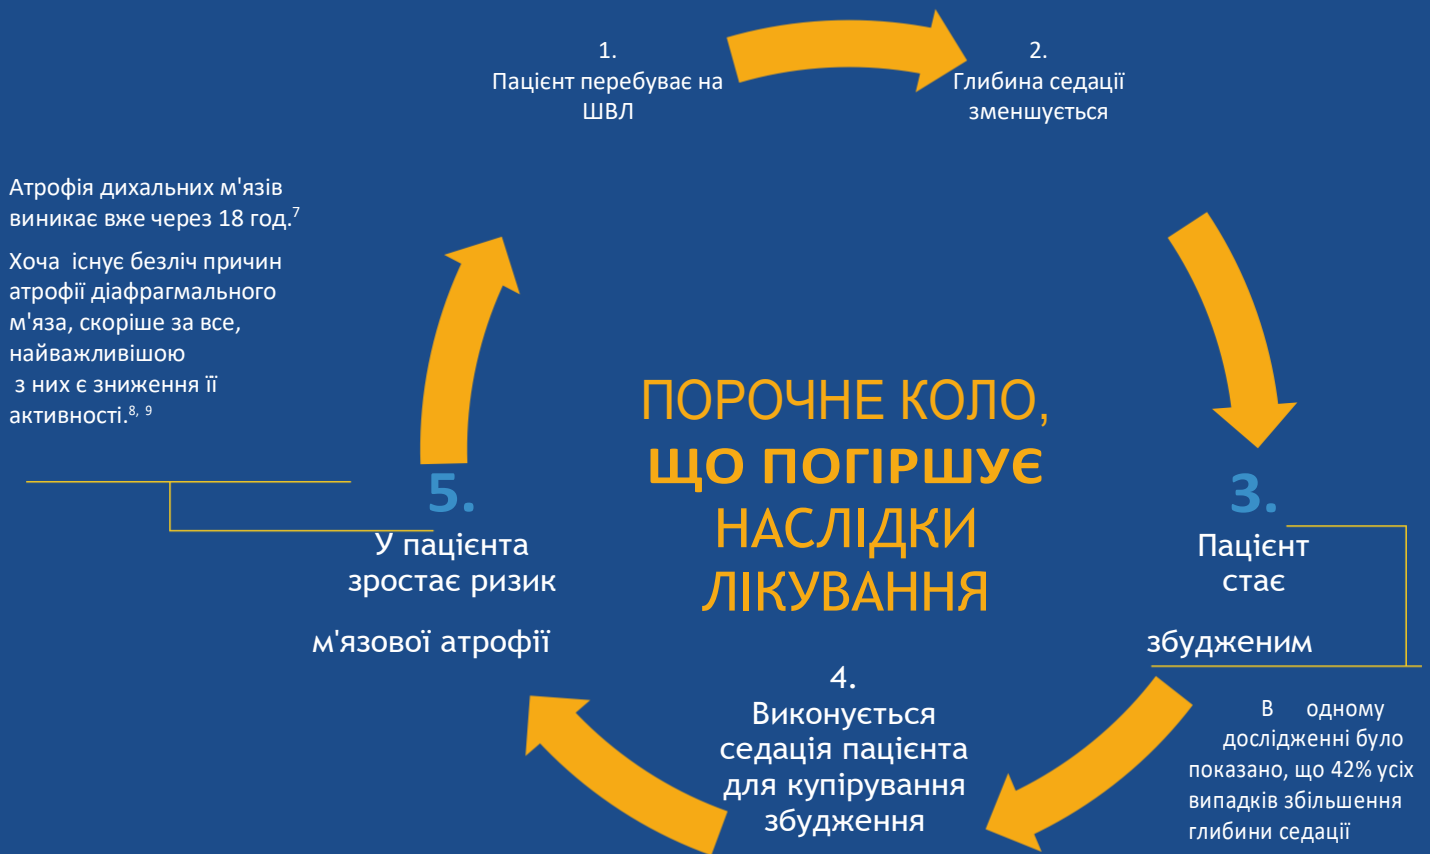 1.
Пацієнт перебуває на
ШВЛ
2.
Глибина седації
зменшується
Атрофія дихальних м'язів
виникає вже через 18 год.7
Хоча існує безліч причин
атрофії діафрагмального
м'яза, скоріше за все,
найважливішою
з них є зниження її
активності.8, 9
ПОРОЧНЕ КОЛО,
ЩО ПОГІРШУЄ
НАСЛІДКИ
ЛІКУВАННЯ
3.
Пацієнт
стає
збудженим
В одному
дослідженні було
показано, що 42% усіх
випадків збільшення
глибини седації
4.
Виконується
седація пацієнта
для купірування
збудження
5.
У пацієнта
зростає ризик
м'язової атрофії